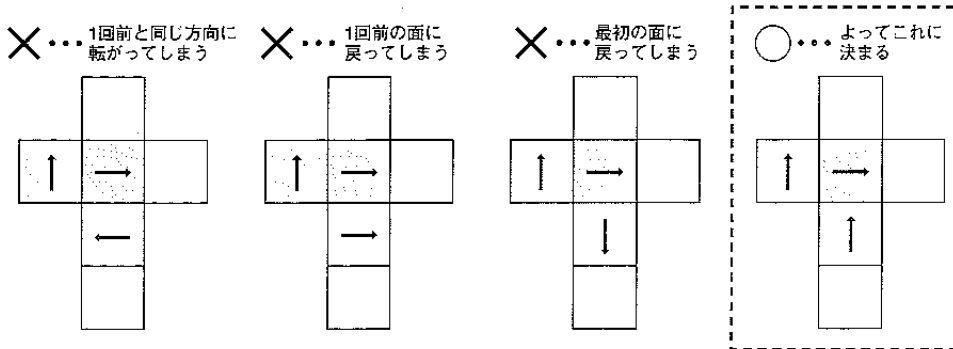 ×・・・1回前と同じ方向に
転がってしまう
×・・・1回前の面に
戻ってしまう
×・・・最初の面に
戻ってしまう
○・・・よってこれに
決まる